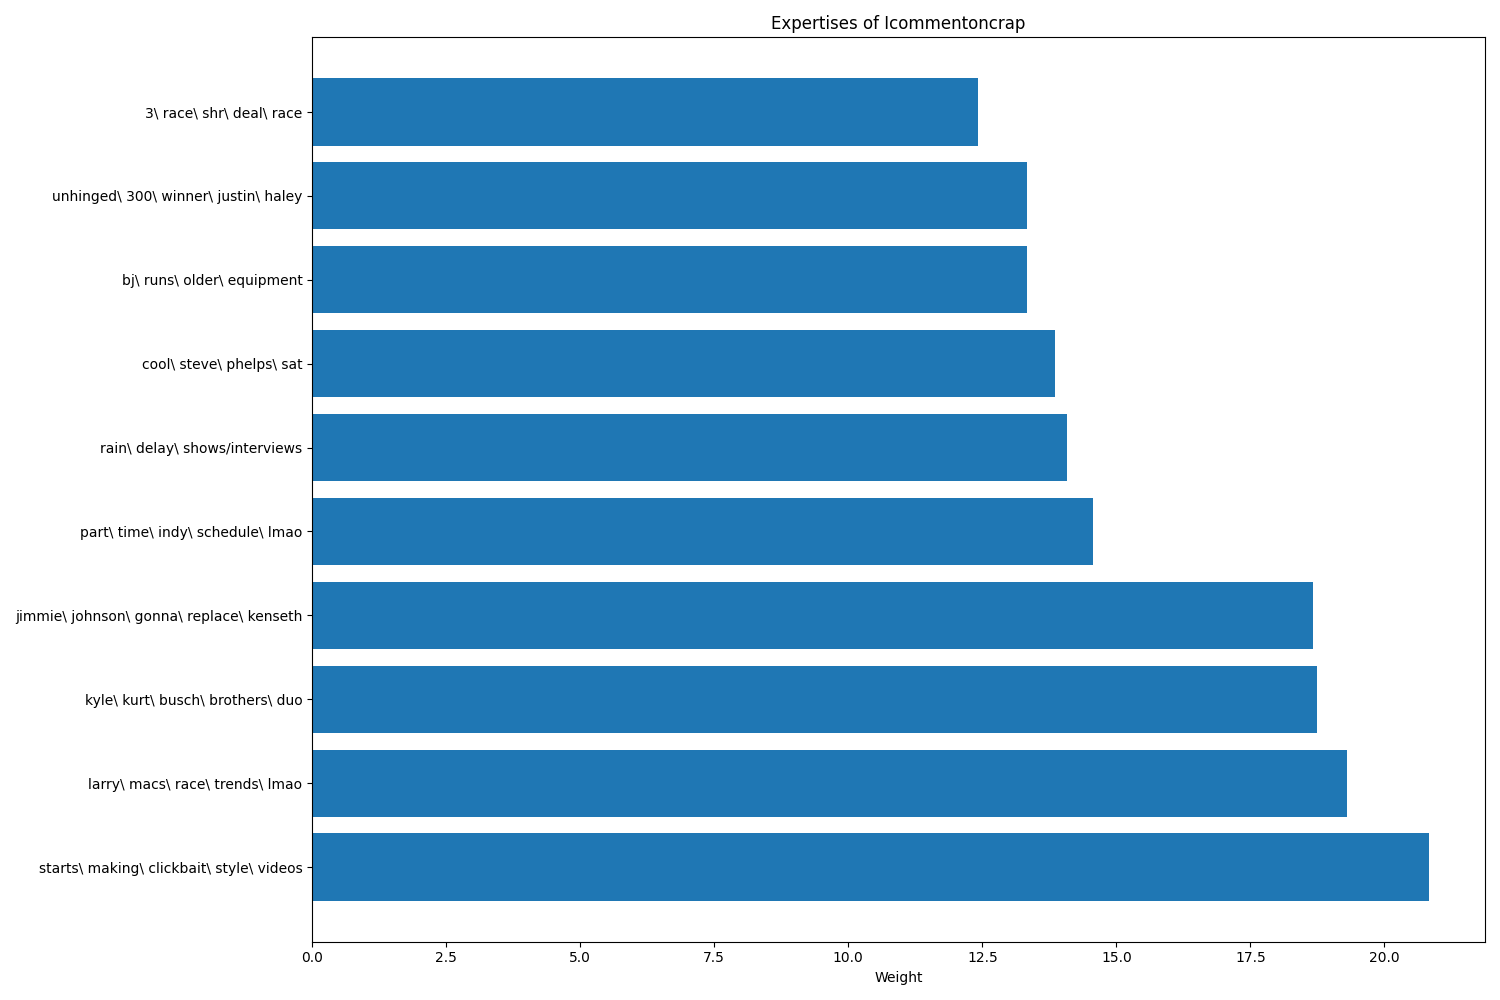 Expertises of Icommentoncrap
3\ race\ shr\ deal\ race
unhinged\ 300\ winner\ justin\ haley
bj\ runs\ older\ equipment
cool\ steve\ phelps\ sat
rain\ delay\ shows/interviews
part\ time\ indy\ schedule\ lmao
jimmie\ johnson\ gonna\ replace\ kenseth
kyle\ kurt\ busch\ brothers\ duo
larry\ macs\ race\ trends\ lmao
starts\ making\ clickbait\ style\ videos
0.0 2.5 5.0 7.5 10.0 12.5 15.0 17.5 20.0
Weight